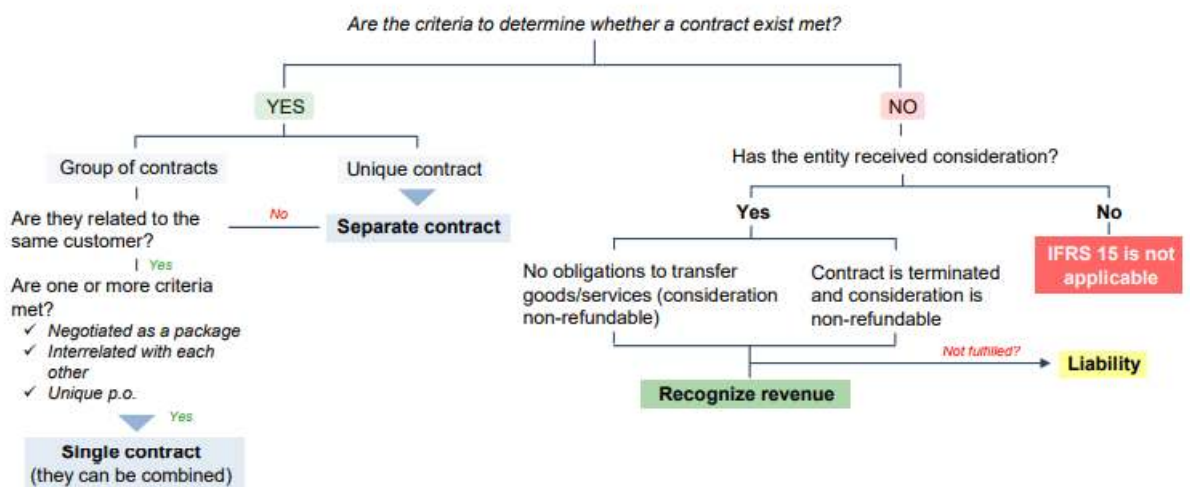 Are the criteria to determine whether a contract exist met?
YES
NO
Group of contracts
Unique contract
Has the entity received consideration?
Are they related to the
same customer?
No
Separate contract
Yes
No
Yes
Are one or more criteria
met?
✓ Negotiated as a package
✓ Interrelated with each
other
✓ Unique p.o.
No obligations to transfer
goods/services (consideration
non-refundable)
Contract is terminated
and consideration is
non-refundable
IFRS 15 is not
applicable
Not fulfilled?
Liability
Recognize revenue
Yes
Single contract
(they can be combined)